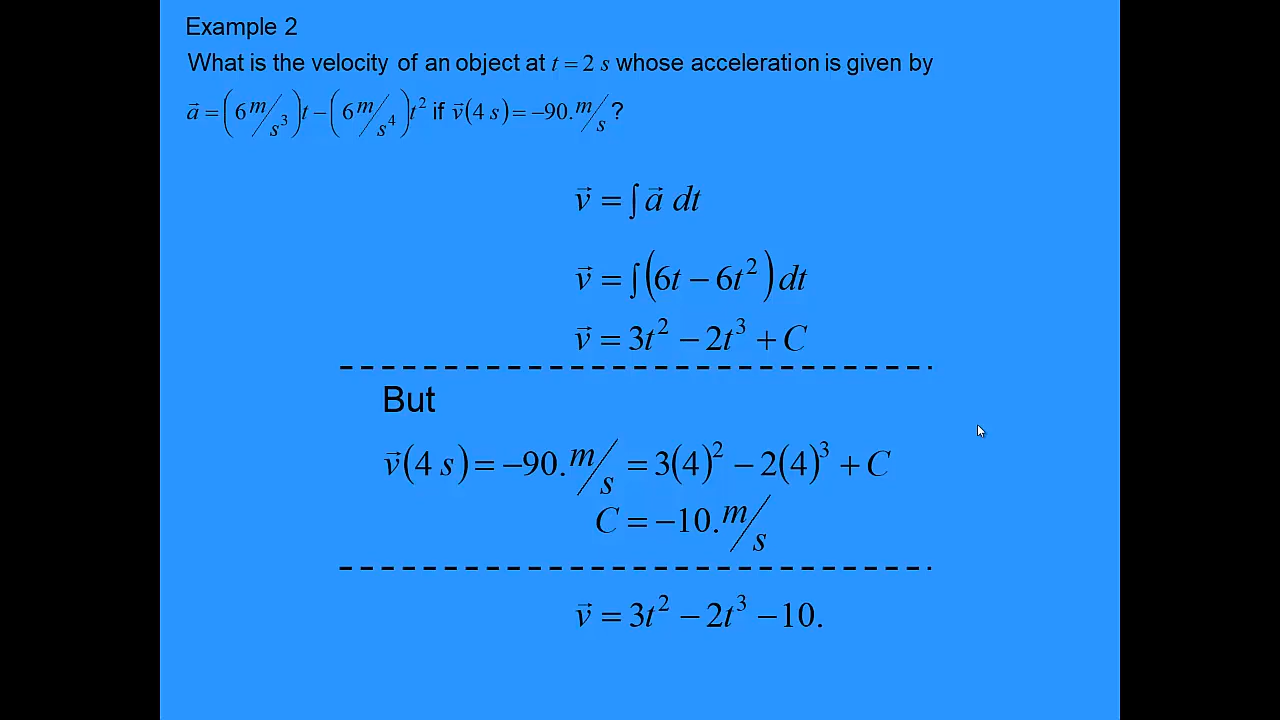 Example 2
What is the velocity of an object at t = 2 s whose acceleration is given by
a⃗ = (6 m/s³)t − (6 m/s⁴)t² if v⃗(4 s) = −90. m/s ?
v⃗ = ∫ a⃗ dt
v⃗ = ∫(6t − 6t²)dt
v⃗ = 3t² − 2t³ + C
But
v⃗(4 s) = −90. m/s = 3(4)² − 2(4)³ + C
C = −10. m/s
v⃗ = 3t² − 2t³ − 10.